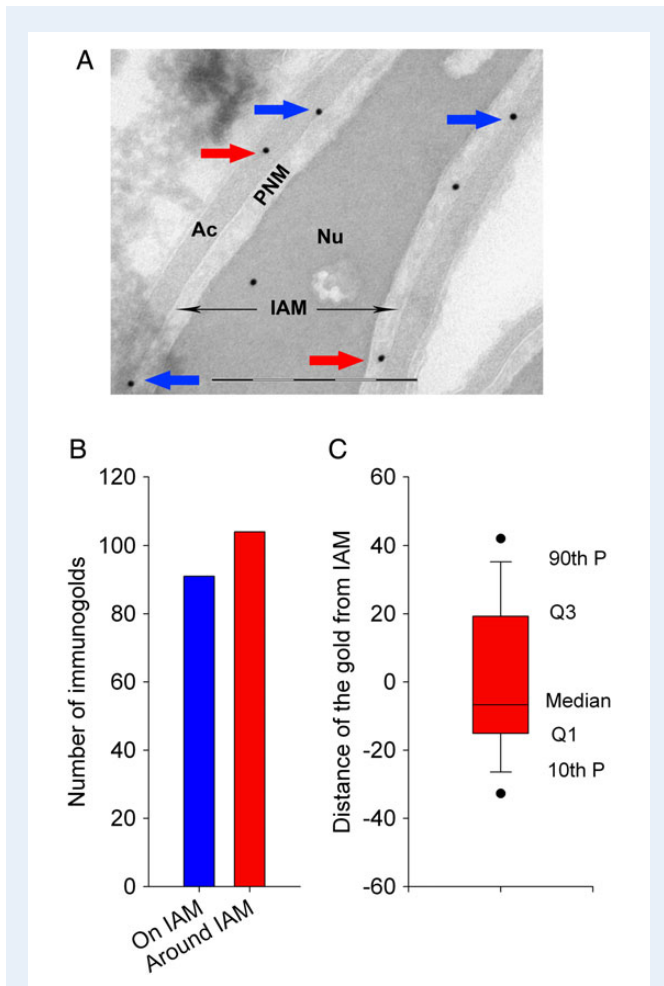 A
PNM
Ac
Nu
IAM
B
120
100
80
60
40
20
0
Number of immunogolds
On IAM
Around IAM
C
60
40
20
0
-20
-40
-60
Distance of the gold from IAM
90th P
Q3
Median
Q1
10th P